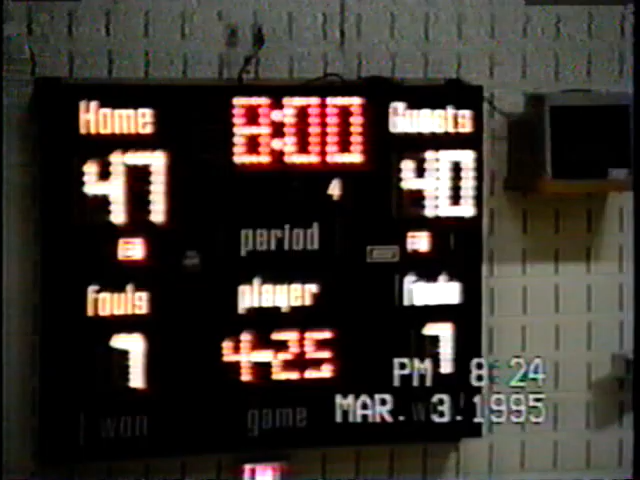 Home 8:00 Guests
47 4 40
period
fouls player fouls
7 4-25 7
PM 8:24
won game MAR. 3. 1995